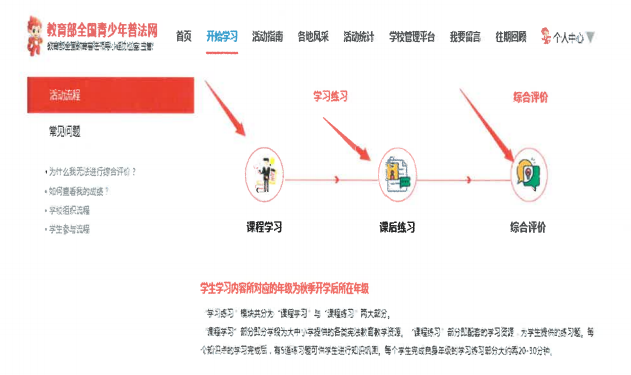 教育部全国青少年普法网
首页 开始学习 活动指南 各地风采 活动统计 学校管理平台 我要留言 往期回顾 个人中心
活动流程
常见问题
• 为什么我无法进行综合评价?
• 如何查看我的成绩?
• 学校组织流程
• 学生参与流程
学习练习 综合评价
课程学习 课后练习 综合评价
学生学习内容所对应的年级为秋季开学后所在年级
“学习练习”模块共分为“课程学习”与“课程练习”两大部分。
“课程学习”部分即分学段为大中小学提供的各类宪法教育教学资源。“课程练习”部分即配套的学习资源,为学生提供的练习题。每
个知识点的学习完成后,有5道练习题可供学生进行知识巩固。每个学生完成自身年级的学习练习部分大约需20-30分钟。